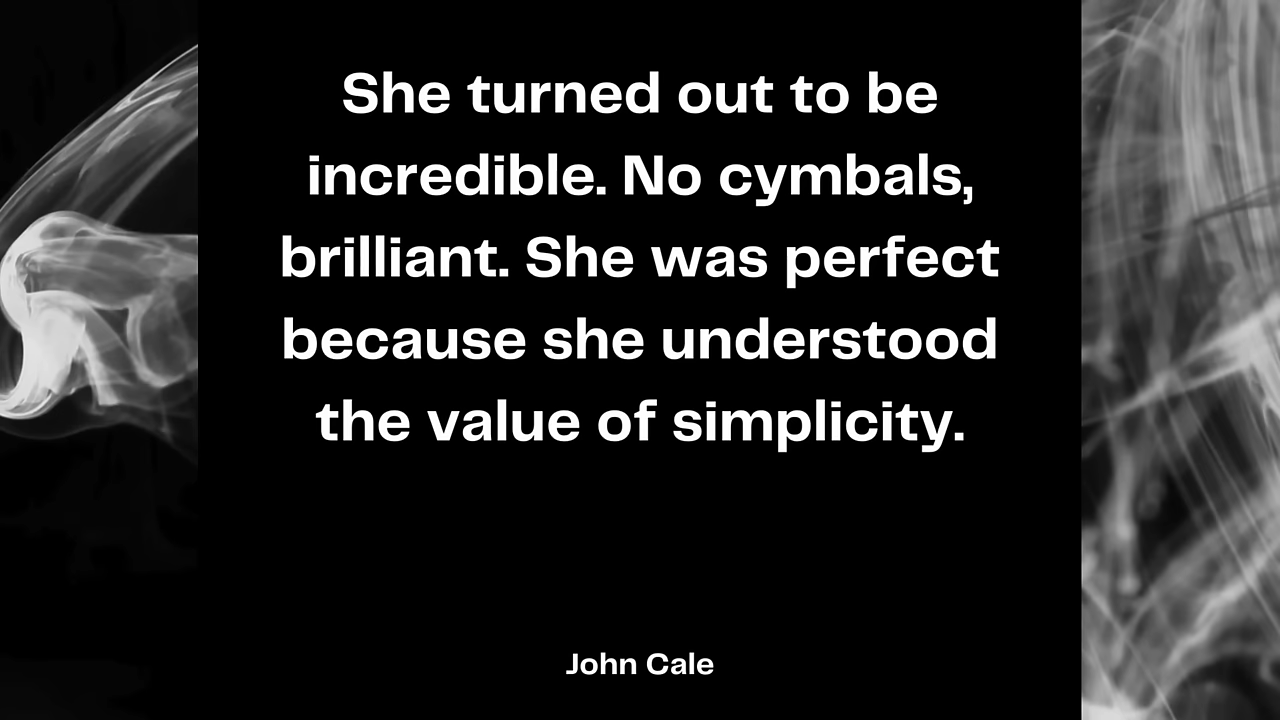 She turned out to be
incredible. No cymbals,
brilliant. She was perfect
because she understood
the value of simplicity.
John Cale